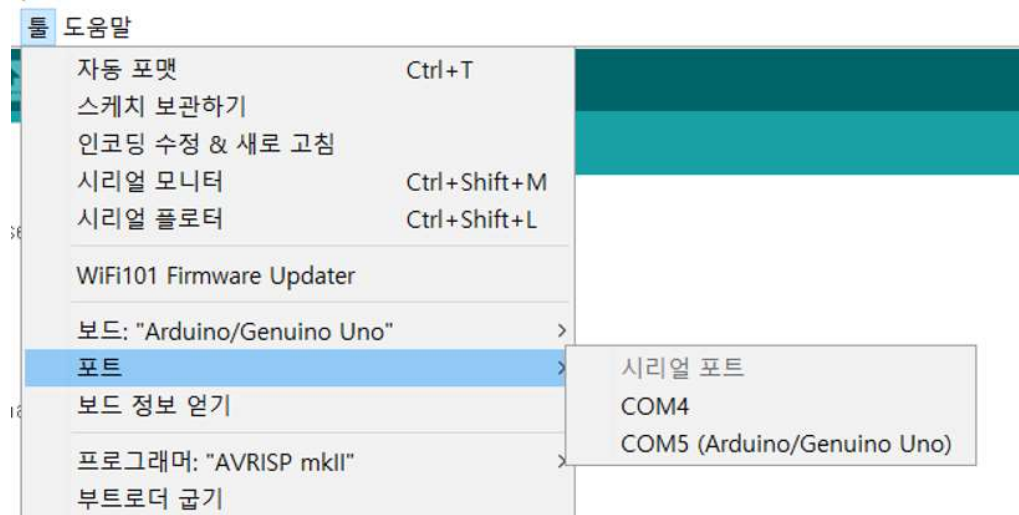 툴 도움말
자동 포맷 Ctrl+T
스케치 보관하기
인코딩 수정 & 새로 고침
시리얼 모니터 Ctrl+Shift+M
시리얼 플로터 Ctrl+Shift+L
WiFi101 Firmware Updater
보드: "Arduino/Genuino Uno" >
포트 >
시리얼 포트
COM4
COM5 (Arduino/Genuino Uno)
보드 정보 얻기
프로그래머: "AVRISP mkII" >
부트로더 굽기